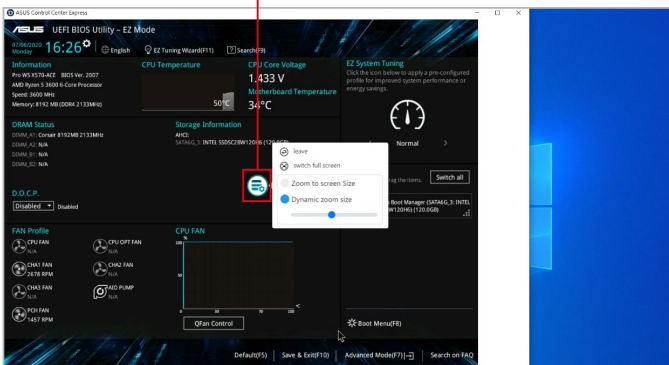 ASUS Control Center Express
ASUS UEFI BIOS Utility – EZ Mode
07/06/2020 Monday 16:26 English EZ Tuning Wizard(F11) Search(F9)
Information
Pro WS X570-ACE BIOS Ver. 2007
AMD Ryzen 5 3600 6-Core Processor
Speed: 3600 MHz
Memory: 8192 MB (DDR4 2133MHz)
CPU Temperature
50°C
CPU Core Voltage
1.433 V
Motherboard Temperature
34°C
EZ System Tuning
Click the icon below to apply a pre-configured
profile for improved system performance or
energy savings.
Normal
DRAM Status
DIMM_A1: Corsair 8192MB 2133MHz
DIMM_A2: N/A
DIMM_B1: N/A
DIMM_B2: N/A
Storage Information
AHCI:
SATA6G_3: INTEL SSDSC2BW120H6 (120.0GB)
leave
switch full screen
Zoom to screen Size
Dynamic zoom size
drag the items.
Switch all
Boot Manager (SATA6G_3: INTEL
W120H6) (120.0GB)
D.O.C.P.
Disabled Disabled
FAN Profile
CPU FAN
N/A
CPU OPT FAN
N/A
CHA1 FAN
2678 RPM
CHA2 FAN
N/A
CHA3 FAN
N/A
AIO PUMP
N/A
PCH FAN
1457 RPM
CPU FAN
%
100
50
0 30 70 100
°C
QFan Control
Boot Menu(F8)
Default(F5) Save & Exit(F10) Advanced Mode(F7) Search on FAQ